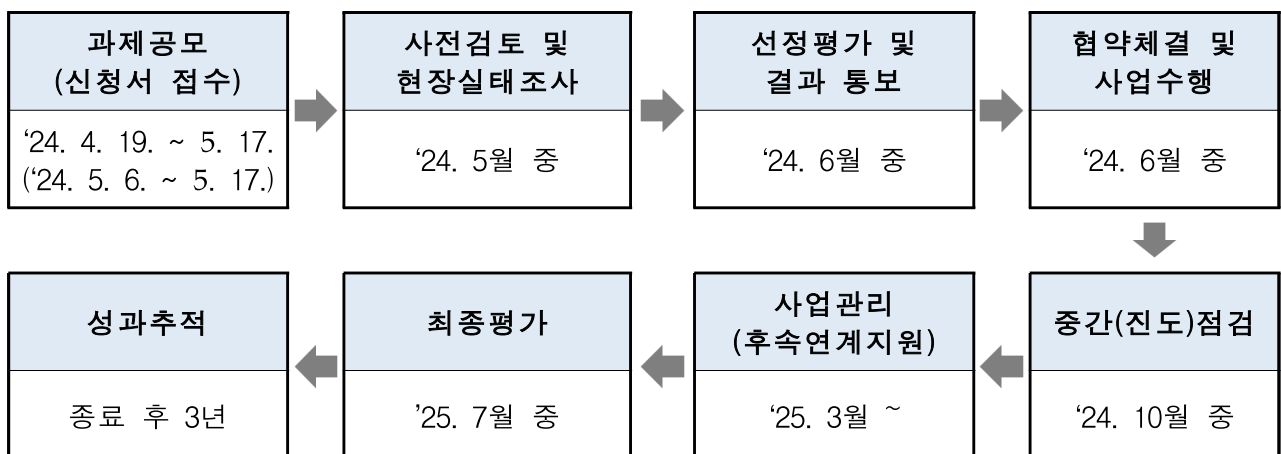 과제공모
(신청서 접수)
‘24. 4. 19. ~ 5. 17.
(‘24. 5. 6. ~ 5. 17.)
사전검토 및
현장실태조사
‘24. 5월 중
선정평가 및
결과 통보
‘24. 6월 중
협약체결 및
사업수행
‘24. 6월 중
중간(진도)점검
‘24. 10월 중
사업관리
(후속연계지원)
‘25. 3월 ~
최종평가
’25. 7월 중
성과추적
종료 후 3년